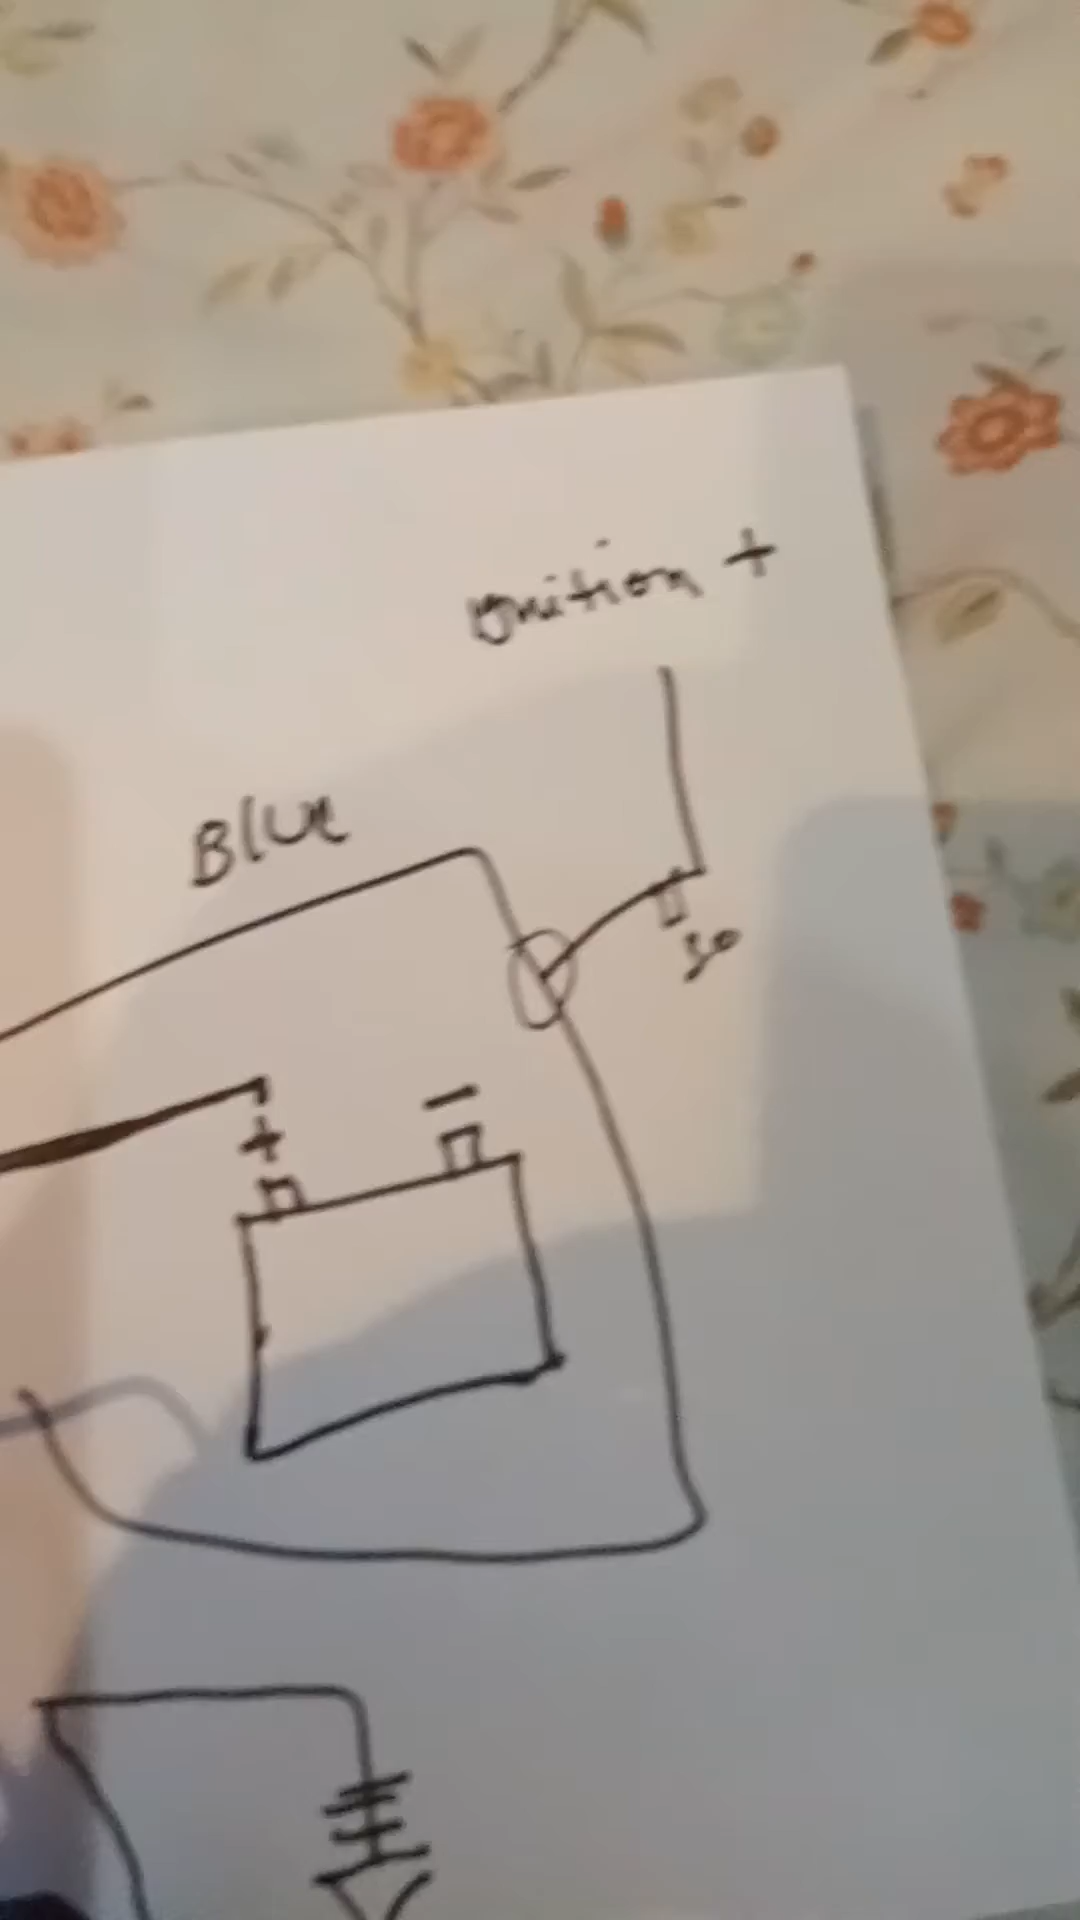 ignition +
Blue
30
+ -